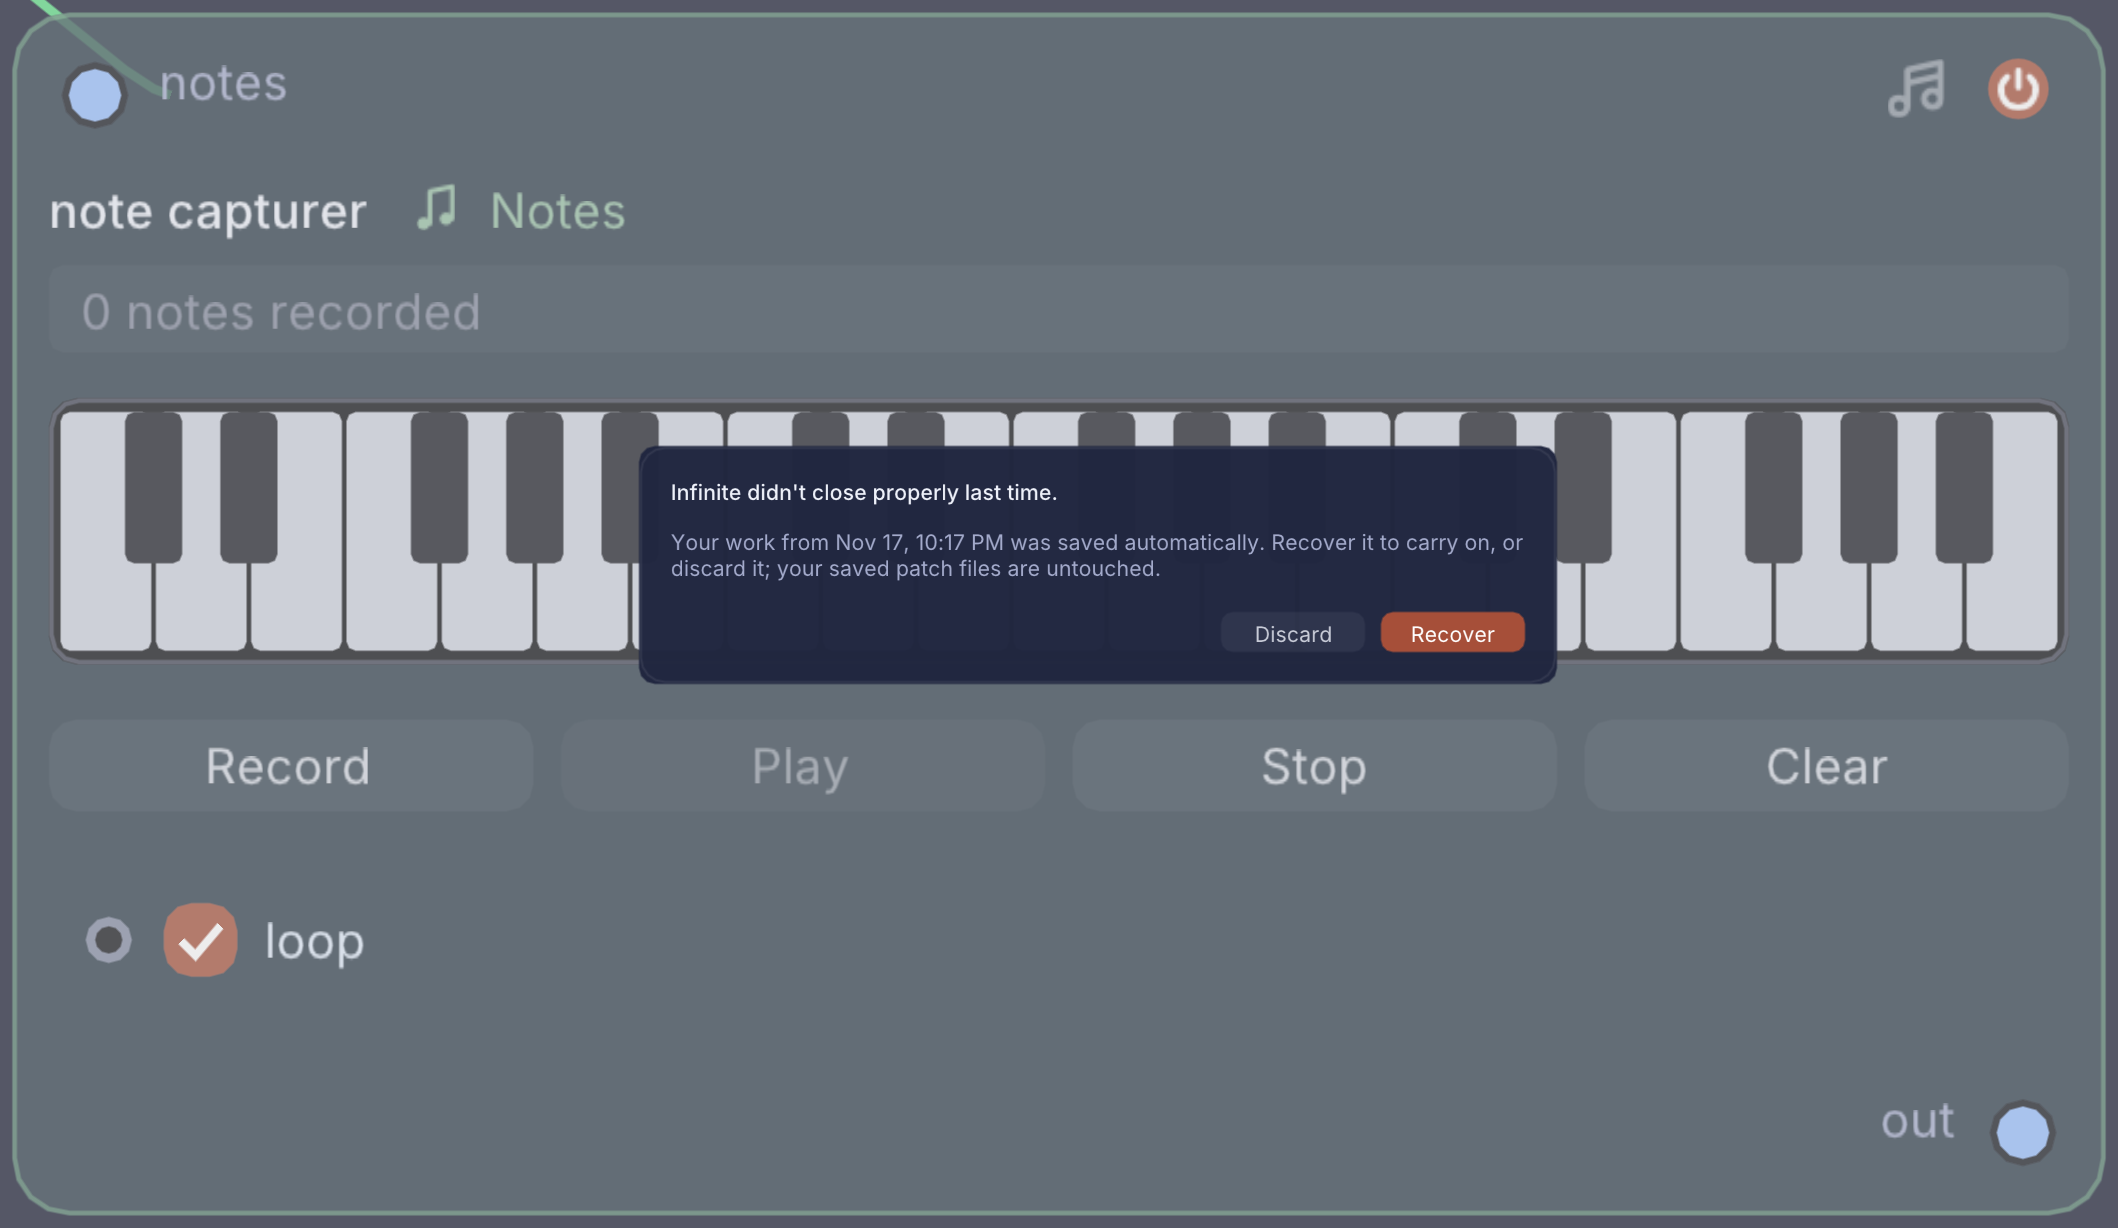 notes
note capturer Notes
0 notes recorded
Infinite didn't close properly last time.
Your work from Nov 17, 10:17 PM was saved automatically. Recover it to carry on, or
discard it; your saved patch files are untouched.
Discard Recover
Record Play Stop Clear
loop
out